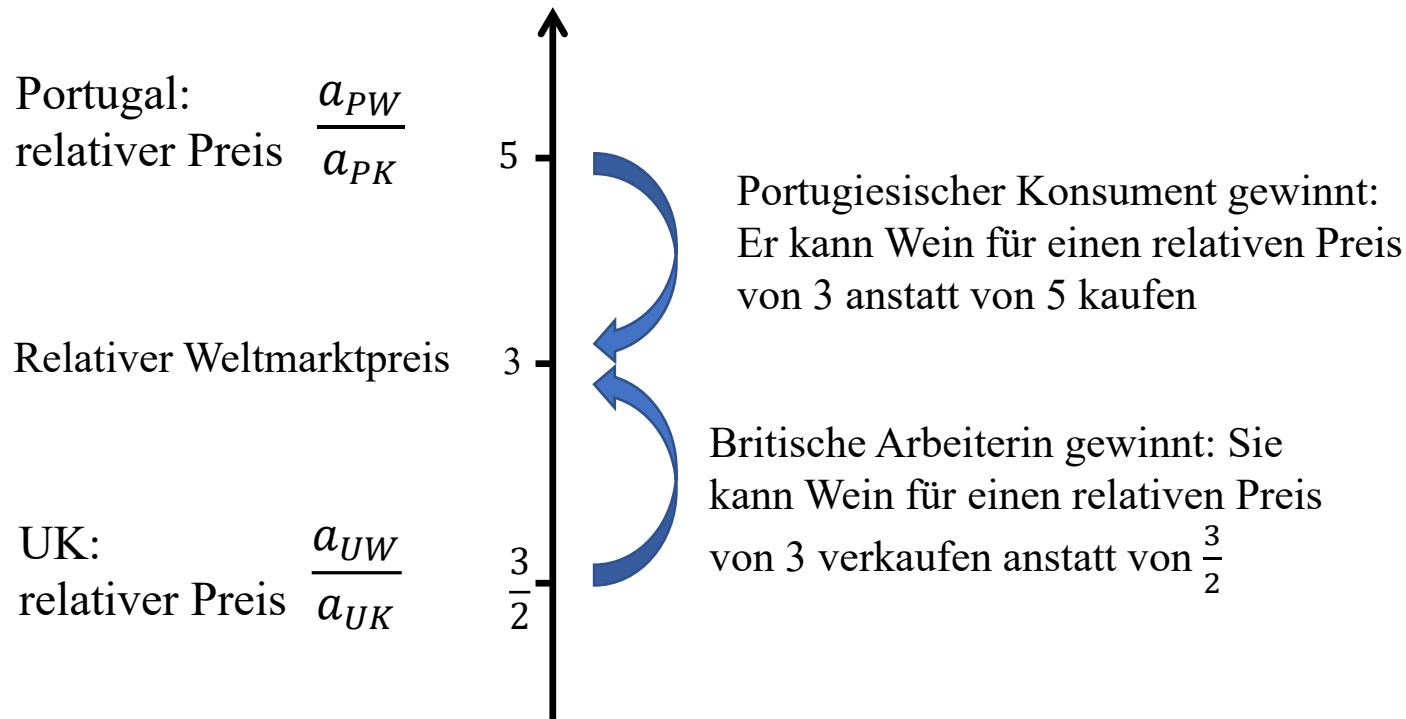 Portugal:
relativer Preis a_PW / a_PK
5
Portugiesischer Konsument gewinnt:
Er kann Wein für einen relativen Preis
von 3 anstatt von 5 kaufen
Relativer Weltmarktpreis
3
Britische Arbeiterin gewinnt: Sie
kann Wein für einen relativen Preis
von 3 verkaufen anstatt von 3/2
UK:
relativer Preis a_UW / a_UK
3/2